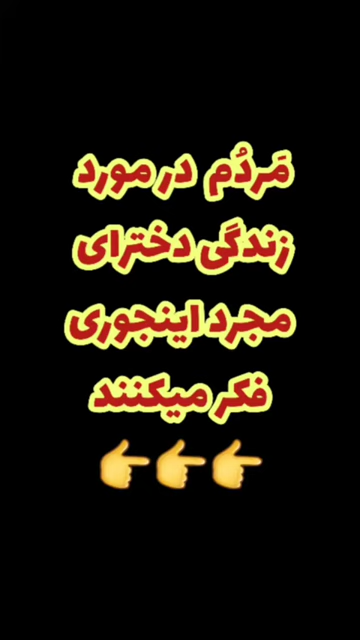 مَردُم در مورد
زندگی دخترای
مجرد اینجوری
فکر میکنند
👈👈👈